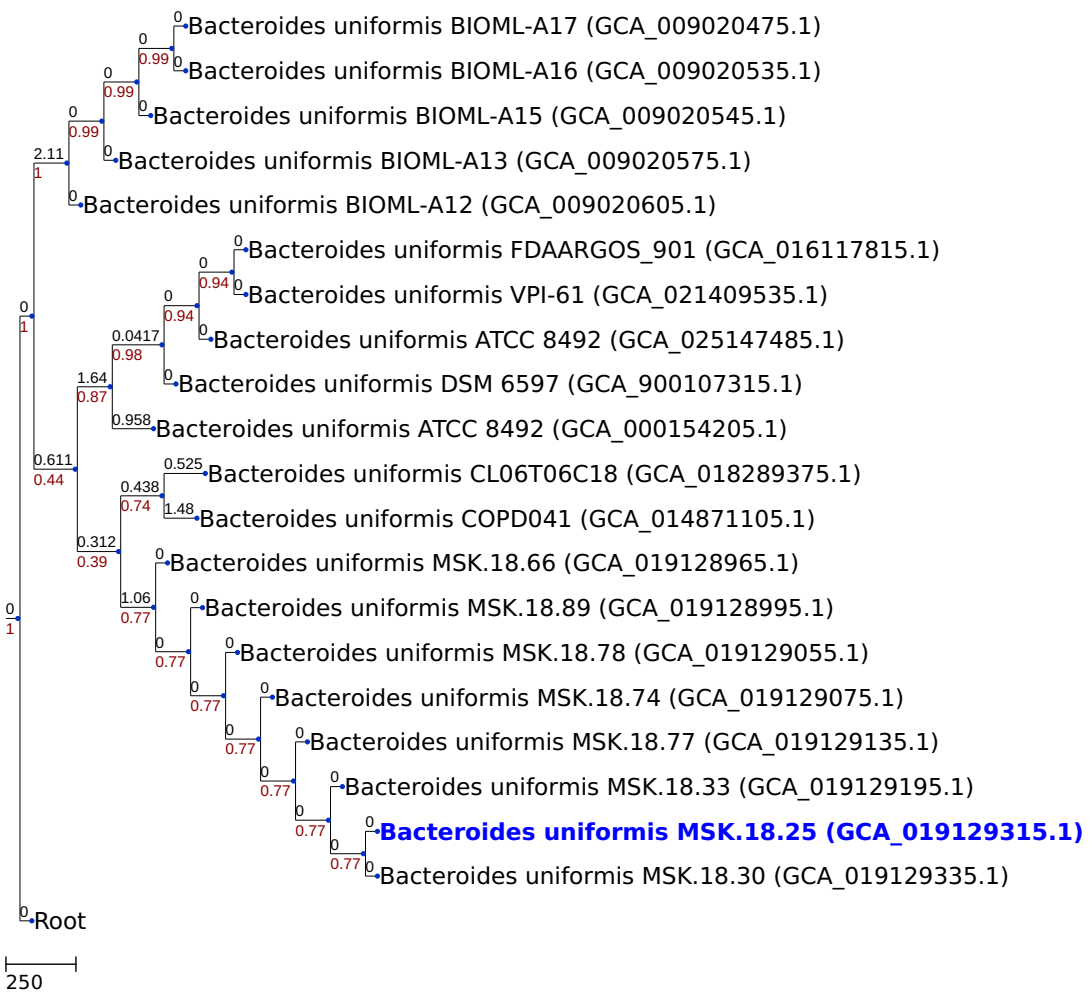 0
Bacteroides uniformis BIOML-A17 (GCA_009020475.1)
0
0.99
0
Bacteroides uniformis BIOML-A16 (GCA_009020535.1)
0
0.99
0
Bacteroides uniformis BIOML-A15 (GCA_009020545.1)
0
0.99
0
Bacteroides uniformis BIOML-A13 (GCA_009020575.1)
2.11
1
0
Bacteroides uniformis BIOML-A12 (GCA_009020605.1)
0
Bacteroides uniformis FDAARGOS_901 (GCA_016117815.1)
0
0.94
0
Bacteroides uniformis VPI-61 (GCA_021409535.1)
0
0.94
0
1
0
Bacteroides uniformis ATCC 8492 (GCA_025147485.1)
0.0417
0.98
0
Bacteroides uniformis DSM 6597 (GCA_900107315.1)
1.64
0.87
0.958
Bacteroides uniformis ATCC 8492 (GCA_000154205.1)
0.611
0.44
0.525
Bacteroides uniformis CL06T06C18 (GCA_018289375.1)
0.438
0.74
1.48
Bacteroides uniformis COPD041 (GCA_014871105.1)
0.312
0.39
0
Bacteroides uniformis MSK.18.66 (GCA_019128965.1)
1.06
0.77
0
Bacteroides uniformis MSK.18.89 (GCA_019128995.1)
0
1
0
0.77
0
Bacteroides uniformis MSK.18.78 (GCA_019129055.1)
0
0.77
0
Bacteroides uniformis MSK.18.74 (GCA_019129075.1)
0
0.77
0
Bacteroides uniformis MSK.18.77 (GCA_019129135.1)
0
0.77
0
Bacteroides uniformis MSK.18.33 (GCA_019129195.1)
0
0.77
0
Bacteroides uniformis MSK.18.25 (GCA_019129315.1)
0
0.77
0
Bacteroides uniformis MSK.18.30 (GCA_019129335.1)
0
Root
250